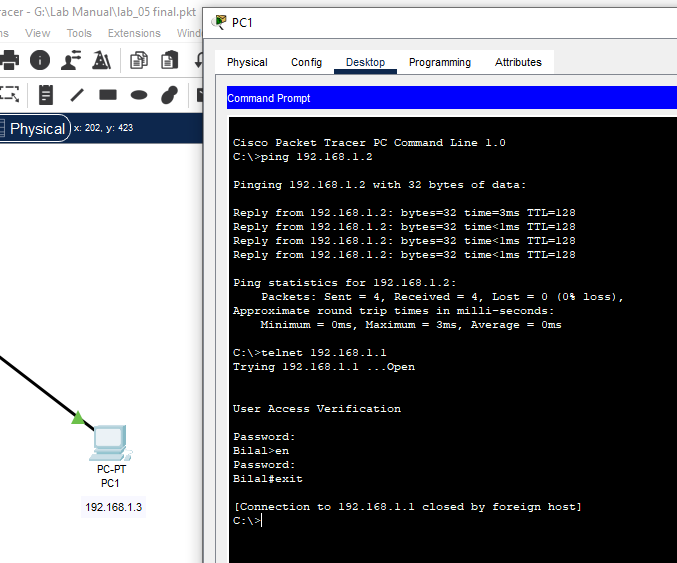 racer - G:\Lab Manual\lab_05 final.pkt
View Tools Extensions
Physical x: 202, y: 423
PC-PT
PC1
192.168.1.3
PC1
Physical Config Desktop Programming Attributes
Command Prompt
Cisco Packet Tracer PC Command Line 1.0
C:\>ping 192.168.1.2
Pinging 192.168.1.2 with 32 bytes of data:
Reply from 192.168.1.2: bytes=32 time=3ms TTL=128
Reply from 192.168.1.2: bytes=32 time<1ms TTL=128
Reply from 192.168.1.2: bytes=32 time<1ms TTL=128
Reply from 192.168.1.2: bytes=32 time<1ms TTL=128
Ping statistics for 192.168.1.2:
Packets: Sent = 4, Received = 4, Lost = 0 (0% loss),
Approximate round trip times in milli-seconds:
Minimum = 0ms, Maximum = 3ms, Average = 0ms
C:\>telnet 192.168.1.1
Trying 192.168.1.1 ...Open
User Access Verification
Password:
Bilal>en
Password:
Bilal#exit
[Connection to 192.168.1.1 closed by foreign host]
C:\>